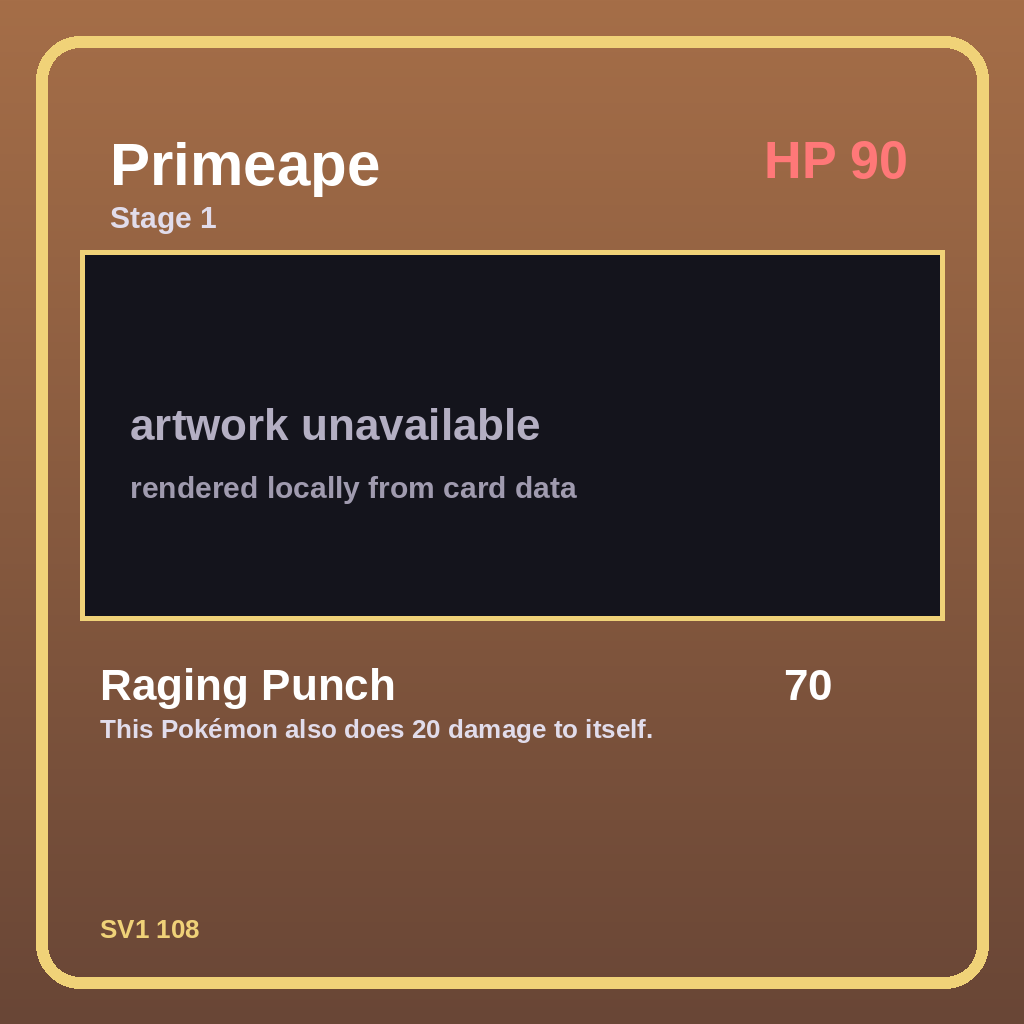 Primeape
HP 90
Stage 1
artwork unavailable
rendered locally from card data
Raging Punch
70
This Pokémon also does 20 damage to itself.
SV1 108